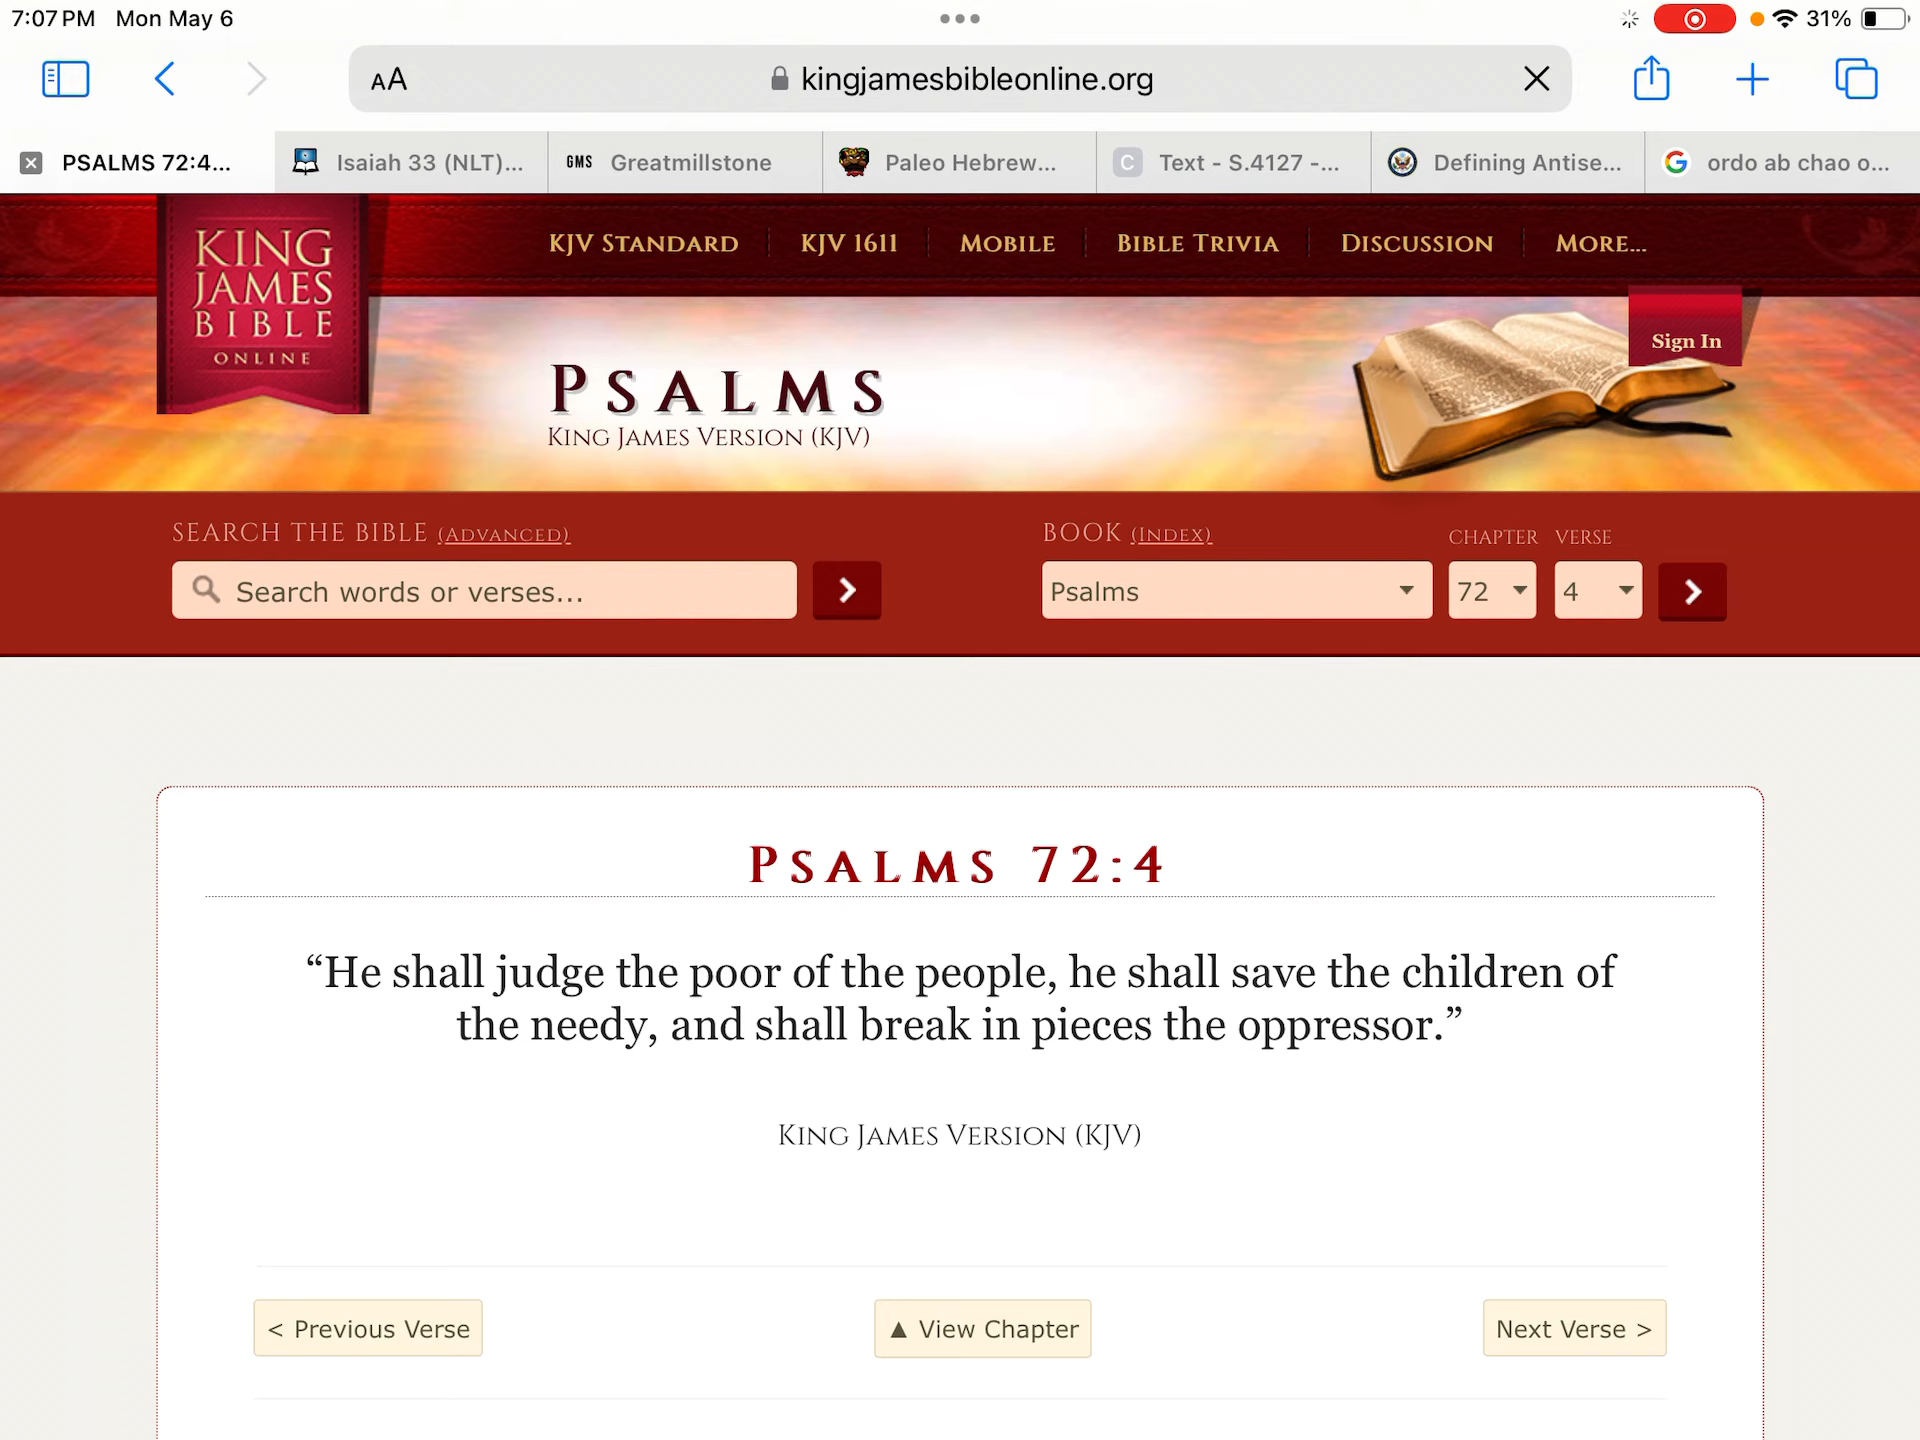 7:07 PM Mon May 6
31%
AA
kingjamesbibleonline.org
PSALMS 72:4...
Isaiah 33 (NLT)...
GMS Greatmillstone
Paleo Hebrew...
C Text - S.4127 -...
Defining Antise...
G ordo ab chao o...
KING
JAMES
BIBLE
ONLINE
KJV STANDARD
KJV 1611
MOBILE
BIBLE TRIVIA
DISCUSSION
MORE...
Sign In
PSALMS
KING JAMES VERSION (KJV)
SEARCH THE BIBLE (ADVANCED)
BOOK (INDEX)
CHAPTER
VERSE
Search words or verses...
Psalms
72
4
PSALMS 72:4
“He shall judge the poor of the people, he shall save the children of
the needy, and shall break in pieces the oppressor.”
KING JAMES VERSION (KJV)
< Previous Verse
▲ View Chapter
Next Verse >